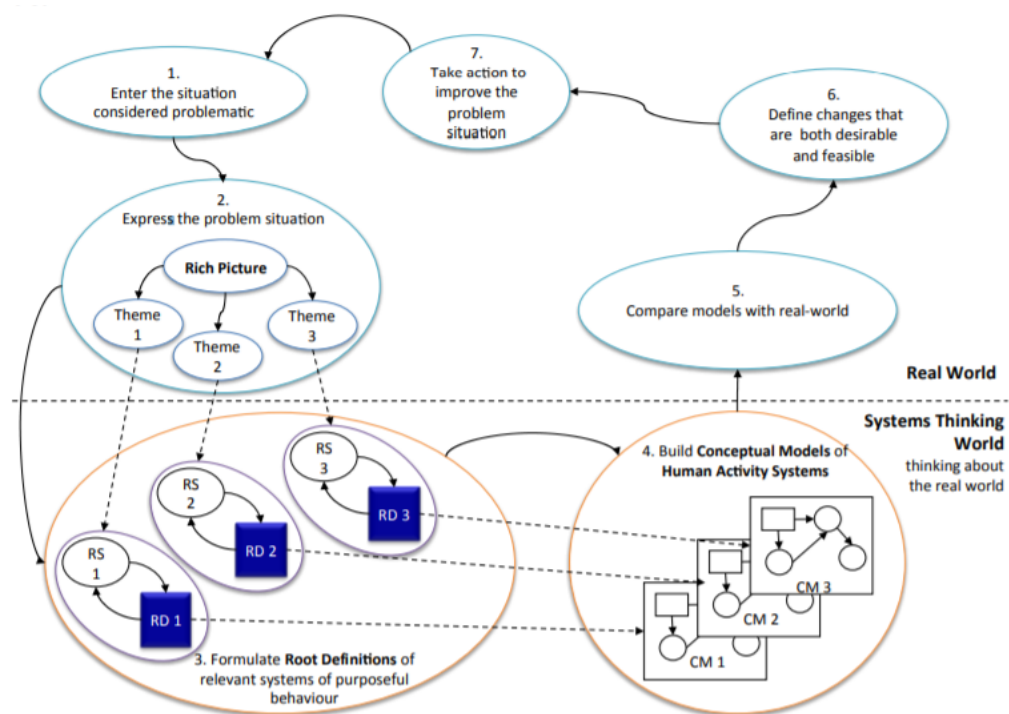 1.
Enter the situation
considered problematic
7.
Take action to
improve the
problem
situation
6.
Define changes that
are both desirable
and feasible
2.
Express the problem situation
Rich Picture
Theme
1
Theme
2
Theme
3
5.
Compare models with real-world
Real World
Systems Thinking
World
thinking about
the real world
RS
1
RD 1
RS
2
RD 2
RS
3
RD 3
3. Formulate Root Definitions of
relevant systems of purposeful
behaviour
4. Build Conceptual Models of
Human Activity Systems
CM 3
CM 2
CM 1